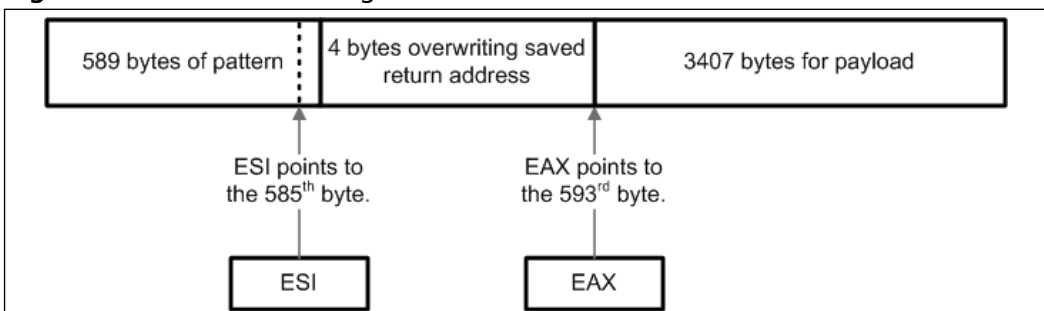 589 bytes of pattern
4 bytes overwriting saved
return address
3407 bytes for payload
ESI points to
the 585th byte.
EAX points to
the 593rd byte.
ESI
EAX